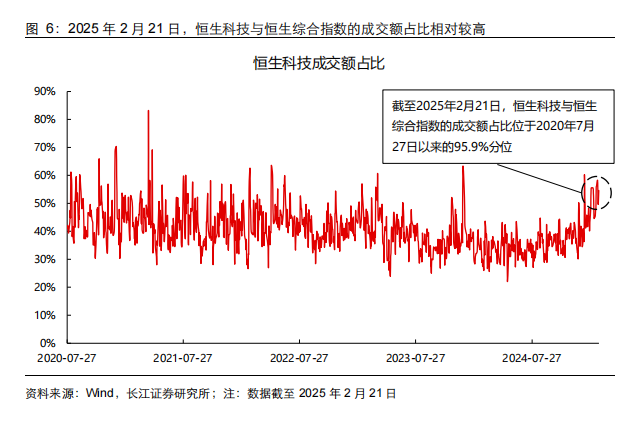 图 6：2025 年 2 月 21 日，恒生科技与恒生综合指数的成交额占比相对较高
恒生科技成交额占比
90%
80%
70%
60%
50%
40%
30%
20%
10%
0%
截至2025年2月21日，恒生科技与恒生
综合指数的成交额占比位于2020年7月
27日以来的95.9%分位
2020-07-27 2021-07-27 2022-07-27 2023-07-27 2024-07-27
资料来源：Wind，长江证券研究所；注：数据截至 2025 年 2 月 21 日